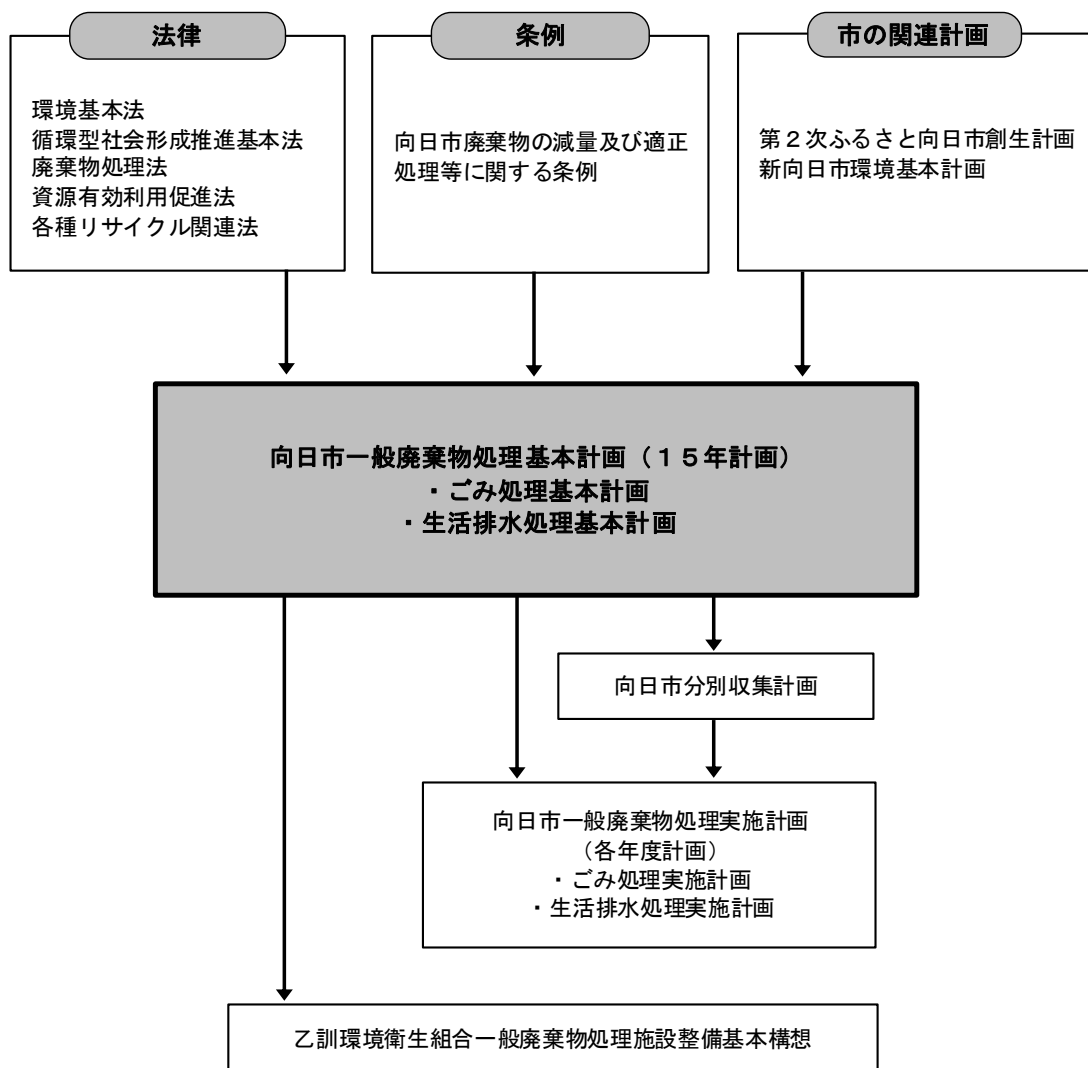 法律
環境基本法
循環型社会形成推進基本法
廃棄物処理法
資源有効利用促進法
各種リサイクル関連法
条例
向日市廃棄物の減量及び適正
処理等に関する条例
市の関連計画
第２次ふるさと向日市創生計画
新向日市環境基本計画
向日市一般廃棄物処理基本計画（１５年計画）
・ごみ処理基本計画
・生活排水処理基本計画
向日市分別収集計画
向日市一般廃棄物処理実施計画
（各年度計画）
・ごみ処理実施計画
・生活排水処理実施計画
乙訓環境衛生組合一般廃棄物処理施設整備基本構想